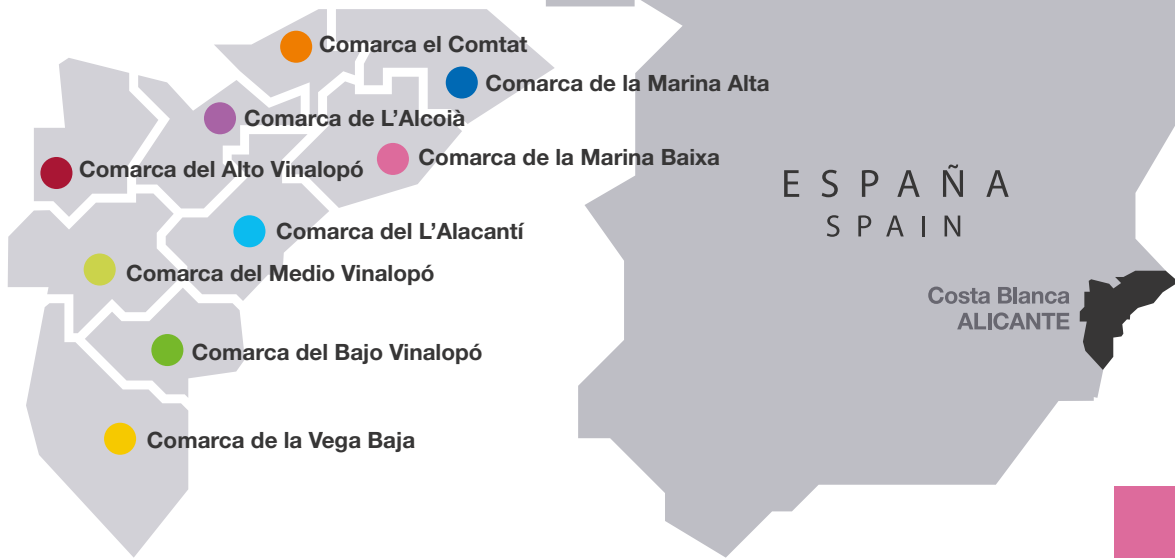 Comarca el Comtat
Comarca de la Marina Alta
Comarca de L’Alcoià
Comarca de la Marina Baixa
Comarca del Alto Vinalopó
Comarca del L’Alacantí
Comarca del Medio Vinalopó
Comarca del Bajo Vinalopó
Comarca de la Vega Baja
ESPAÑA
SPAIN
Costa Blanca
ALICANTE